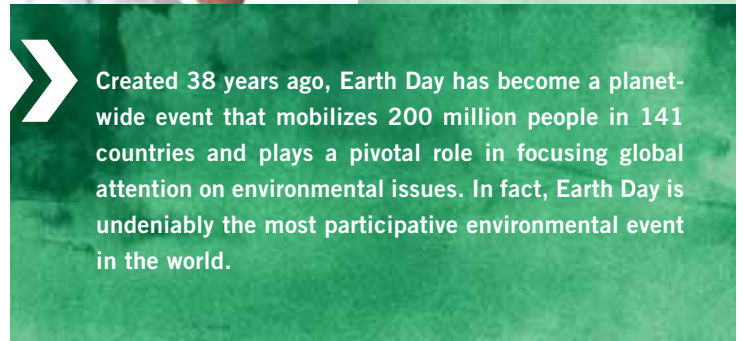 Created 38 years ago, Earth Day has become a planet-
wide event that mobilizes 200 million people in 141
countries and plays a pivotal role in focusing global
attention on environmental issues. In fact, Earth Day is
undeniably the most participative environmental event
in the world.